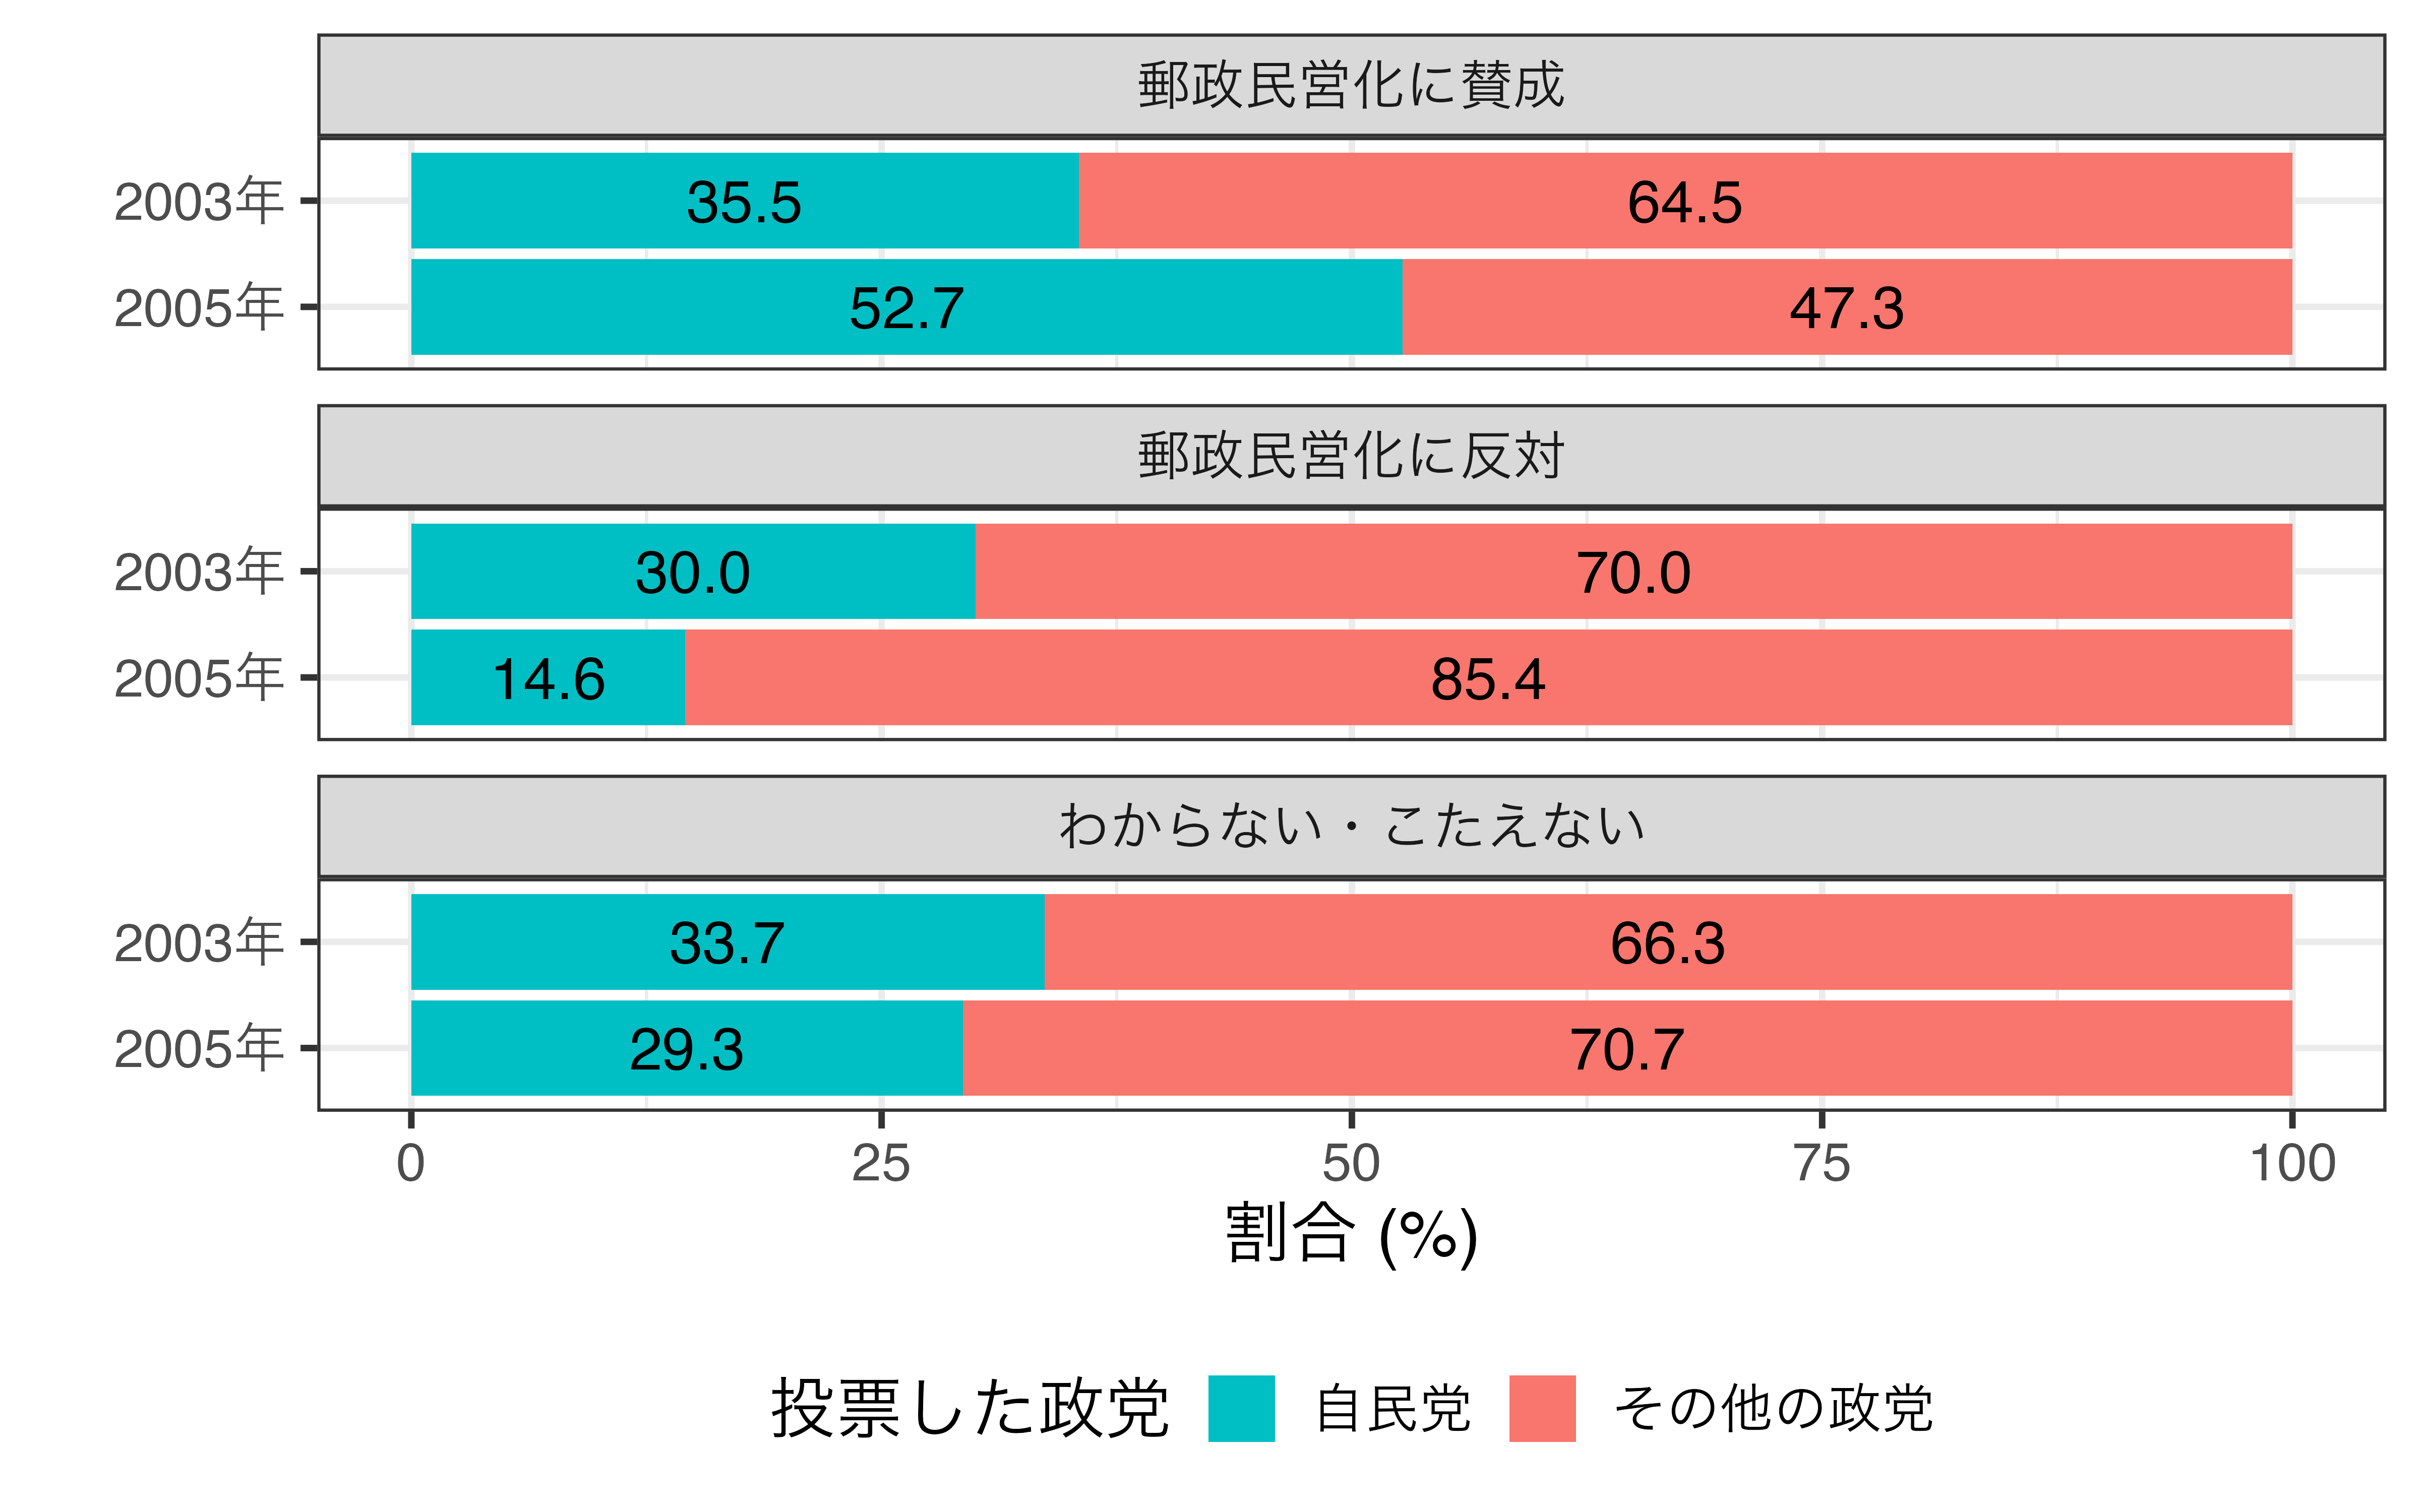 郵政民営化に賛成
2003年 35.5 64.5
2005年 52.7 47.3
郵政民営化に反対
2003年 30.0 70.0
2005年 14.6 85.4
わからない・こたえない
2003年 33.7 66.3
2005年 29.3 70.7
0 25 50 75 100
割合 (%)
投票した政党 自民党 その他の政党